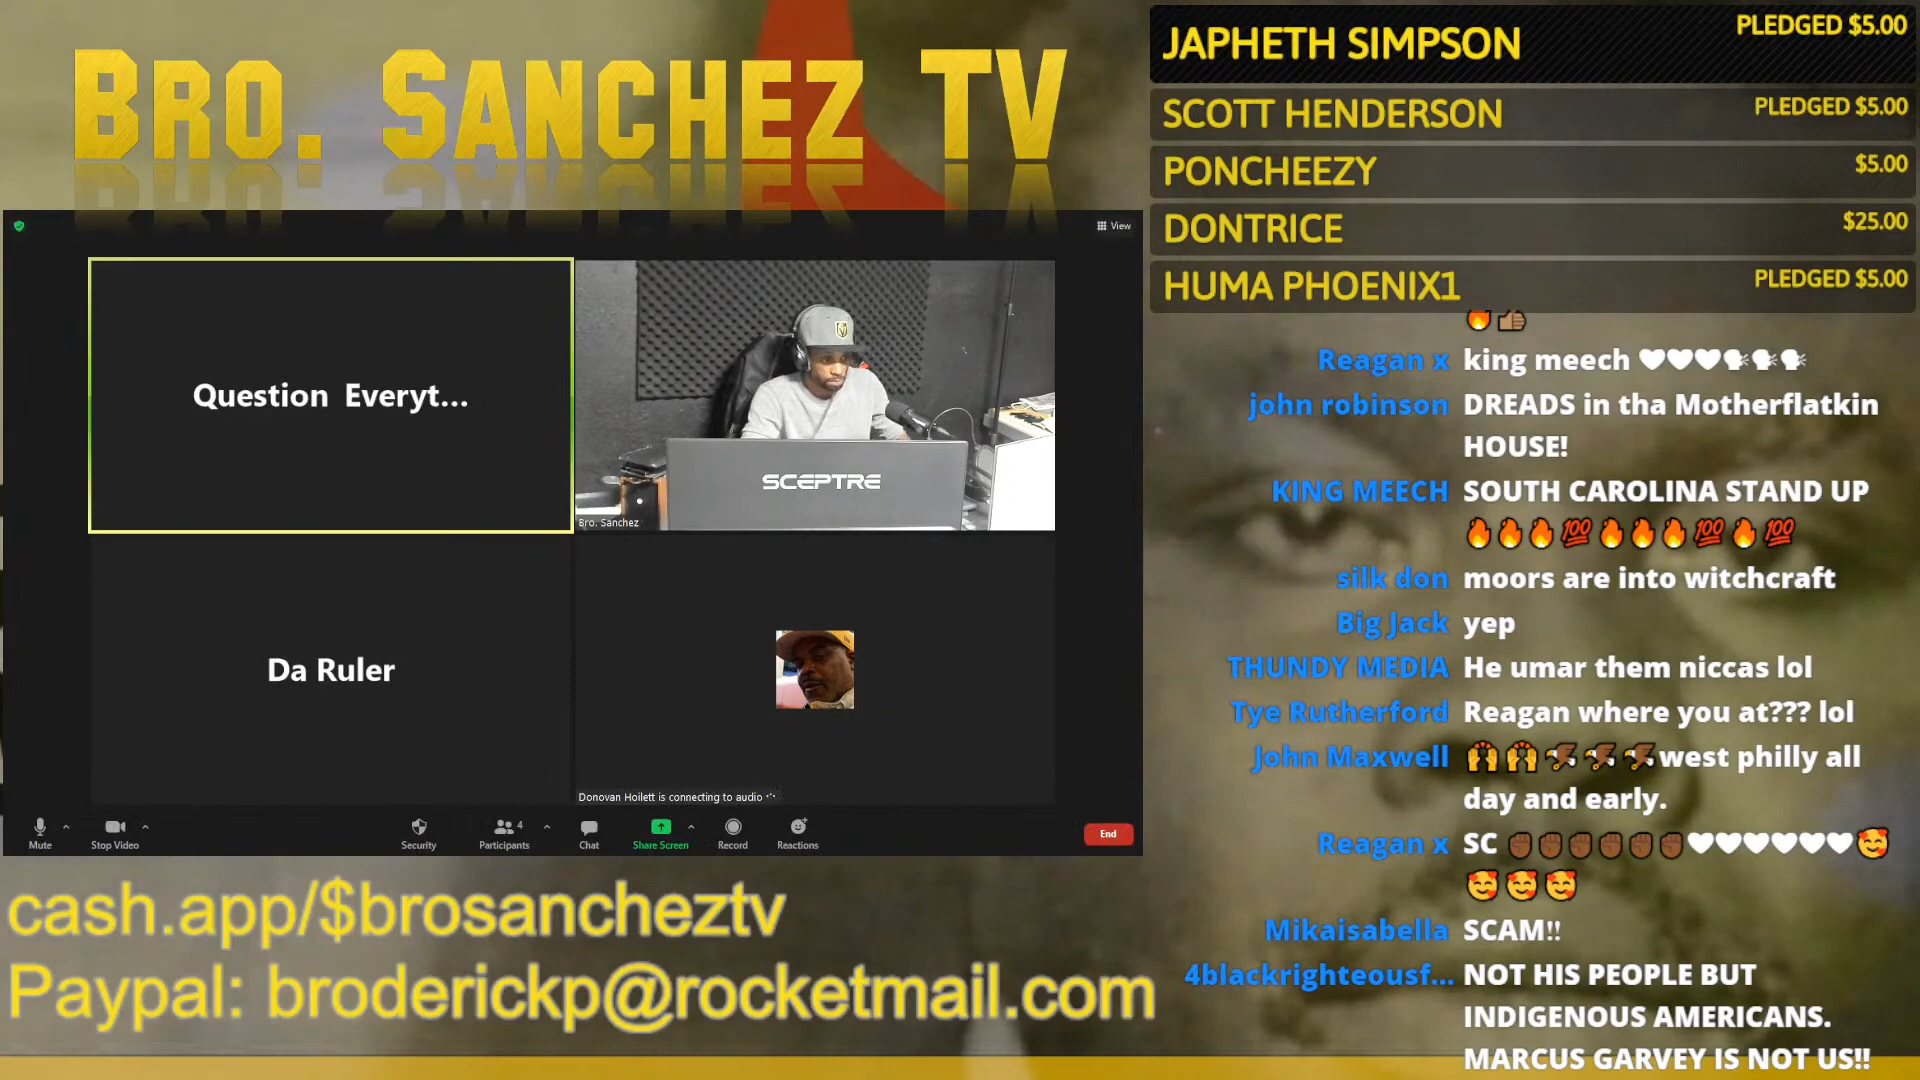 BRO. SANCHEZ TV
JAPHETH SIMPSON PLEDGED $5.00
SCOTT HENDERSON PLEDGED $5.00
PONCHEEZY $5.00
DONTRICE $25.00
HUMA PHOENIX1 PLEDGED $5.00
View
Question Everyt...
SCEPTRE
Bro. Sanchez
Da Ruler
Donovan Hoilett is connecting to audio
Mute
Stop Video
Security
4
Participants
Chat
Share Screen
Record
Reactions
End
🔥👍🏾
Reagan x king meech 🤍🤍🤍🗣🗣🗣
john robinson DREADS in tha Motherflatkin
HOUSE!
KING MEECH SOUTH CAROLINA STAND UP
🔥🔥🔥💯🔥🔥🔥💯🔥💯
silk don moors are into witchcraft
Big Jack yep
THUNDY MEDIA He umar them niccas lol
Tye Rutherford Reagan where you at??? lol
John Maxwell 🙌🙌🦅🦅🦅west philly all
day and early.
Reagan x SC ✊🏾✊🏾✊🏾✊🏾✊🏾✊🏾🤍🤍🤍🤍🤍🤍🥰
🥰🥰🥰
Mikaisabella SCAM!!
4blackrighteousf... NOT HIS PEOPLE BUT
INDIGENOUS AMERICANS.
MARCUS GARVEY IS NOT US!!
cash.app/$brosancheztv
Paypal: broderickp@rocketmail.com